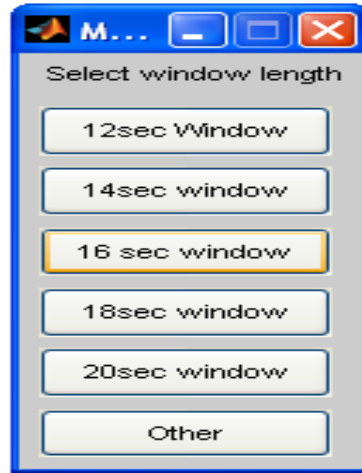 M...
Select window length
12sec Window
14sec window
16 sec window
18sec window
20sec window
Other